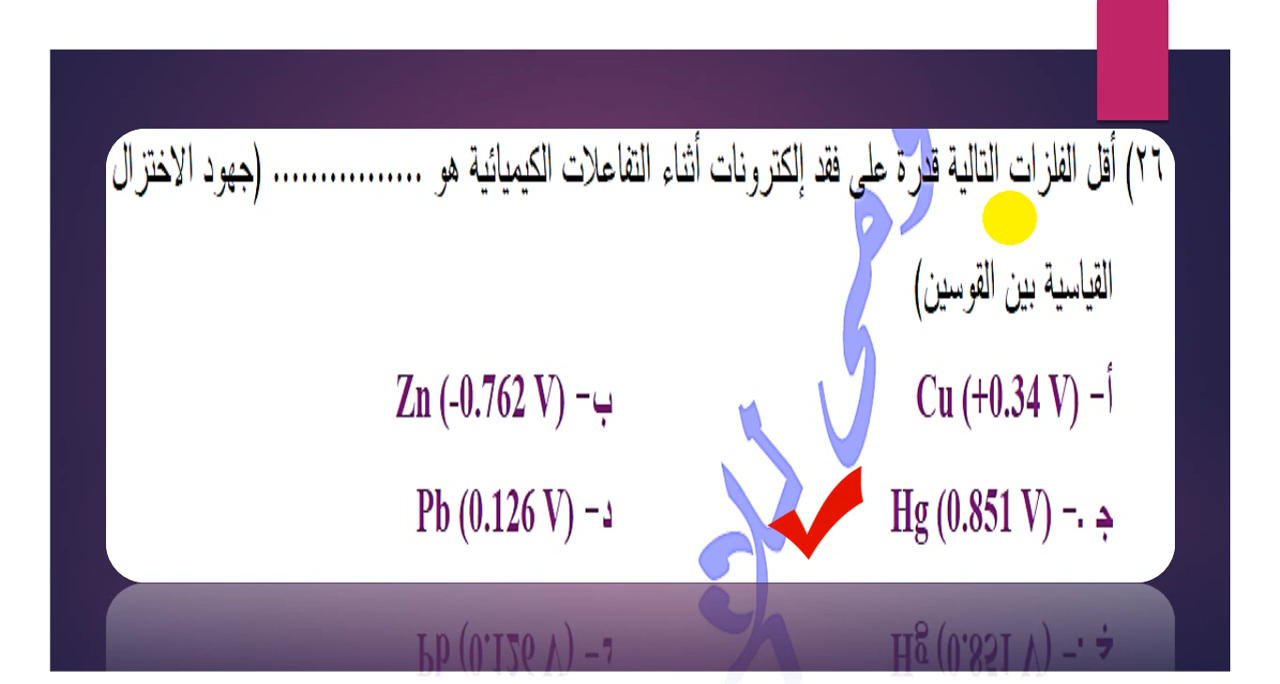 ٢٦) أقل الفلزات التالية قدرة على فقد إلكترونات أثناء التفاعلات الكيميائية هو ................ (جهود الاختزال
القياسية بين القوسين)
أ- Cu (+0.34 V)
ب- Zn (-0.762 V)
ج .- Hg (0.851 V)
د- Pb (0.126 V)